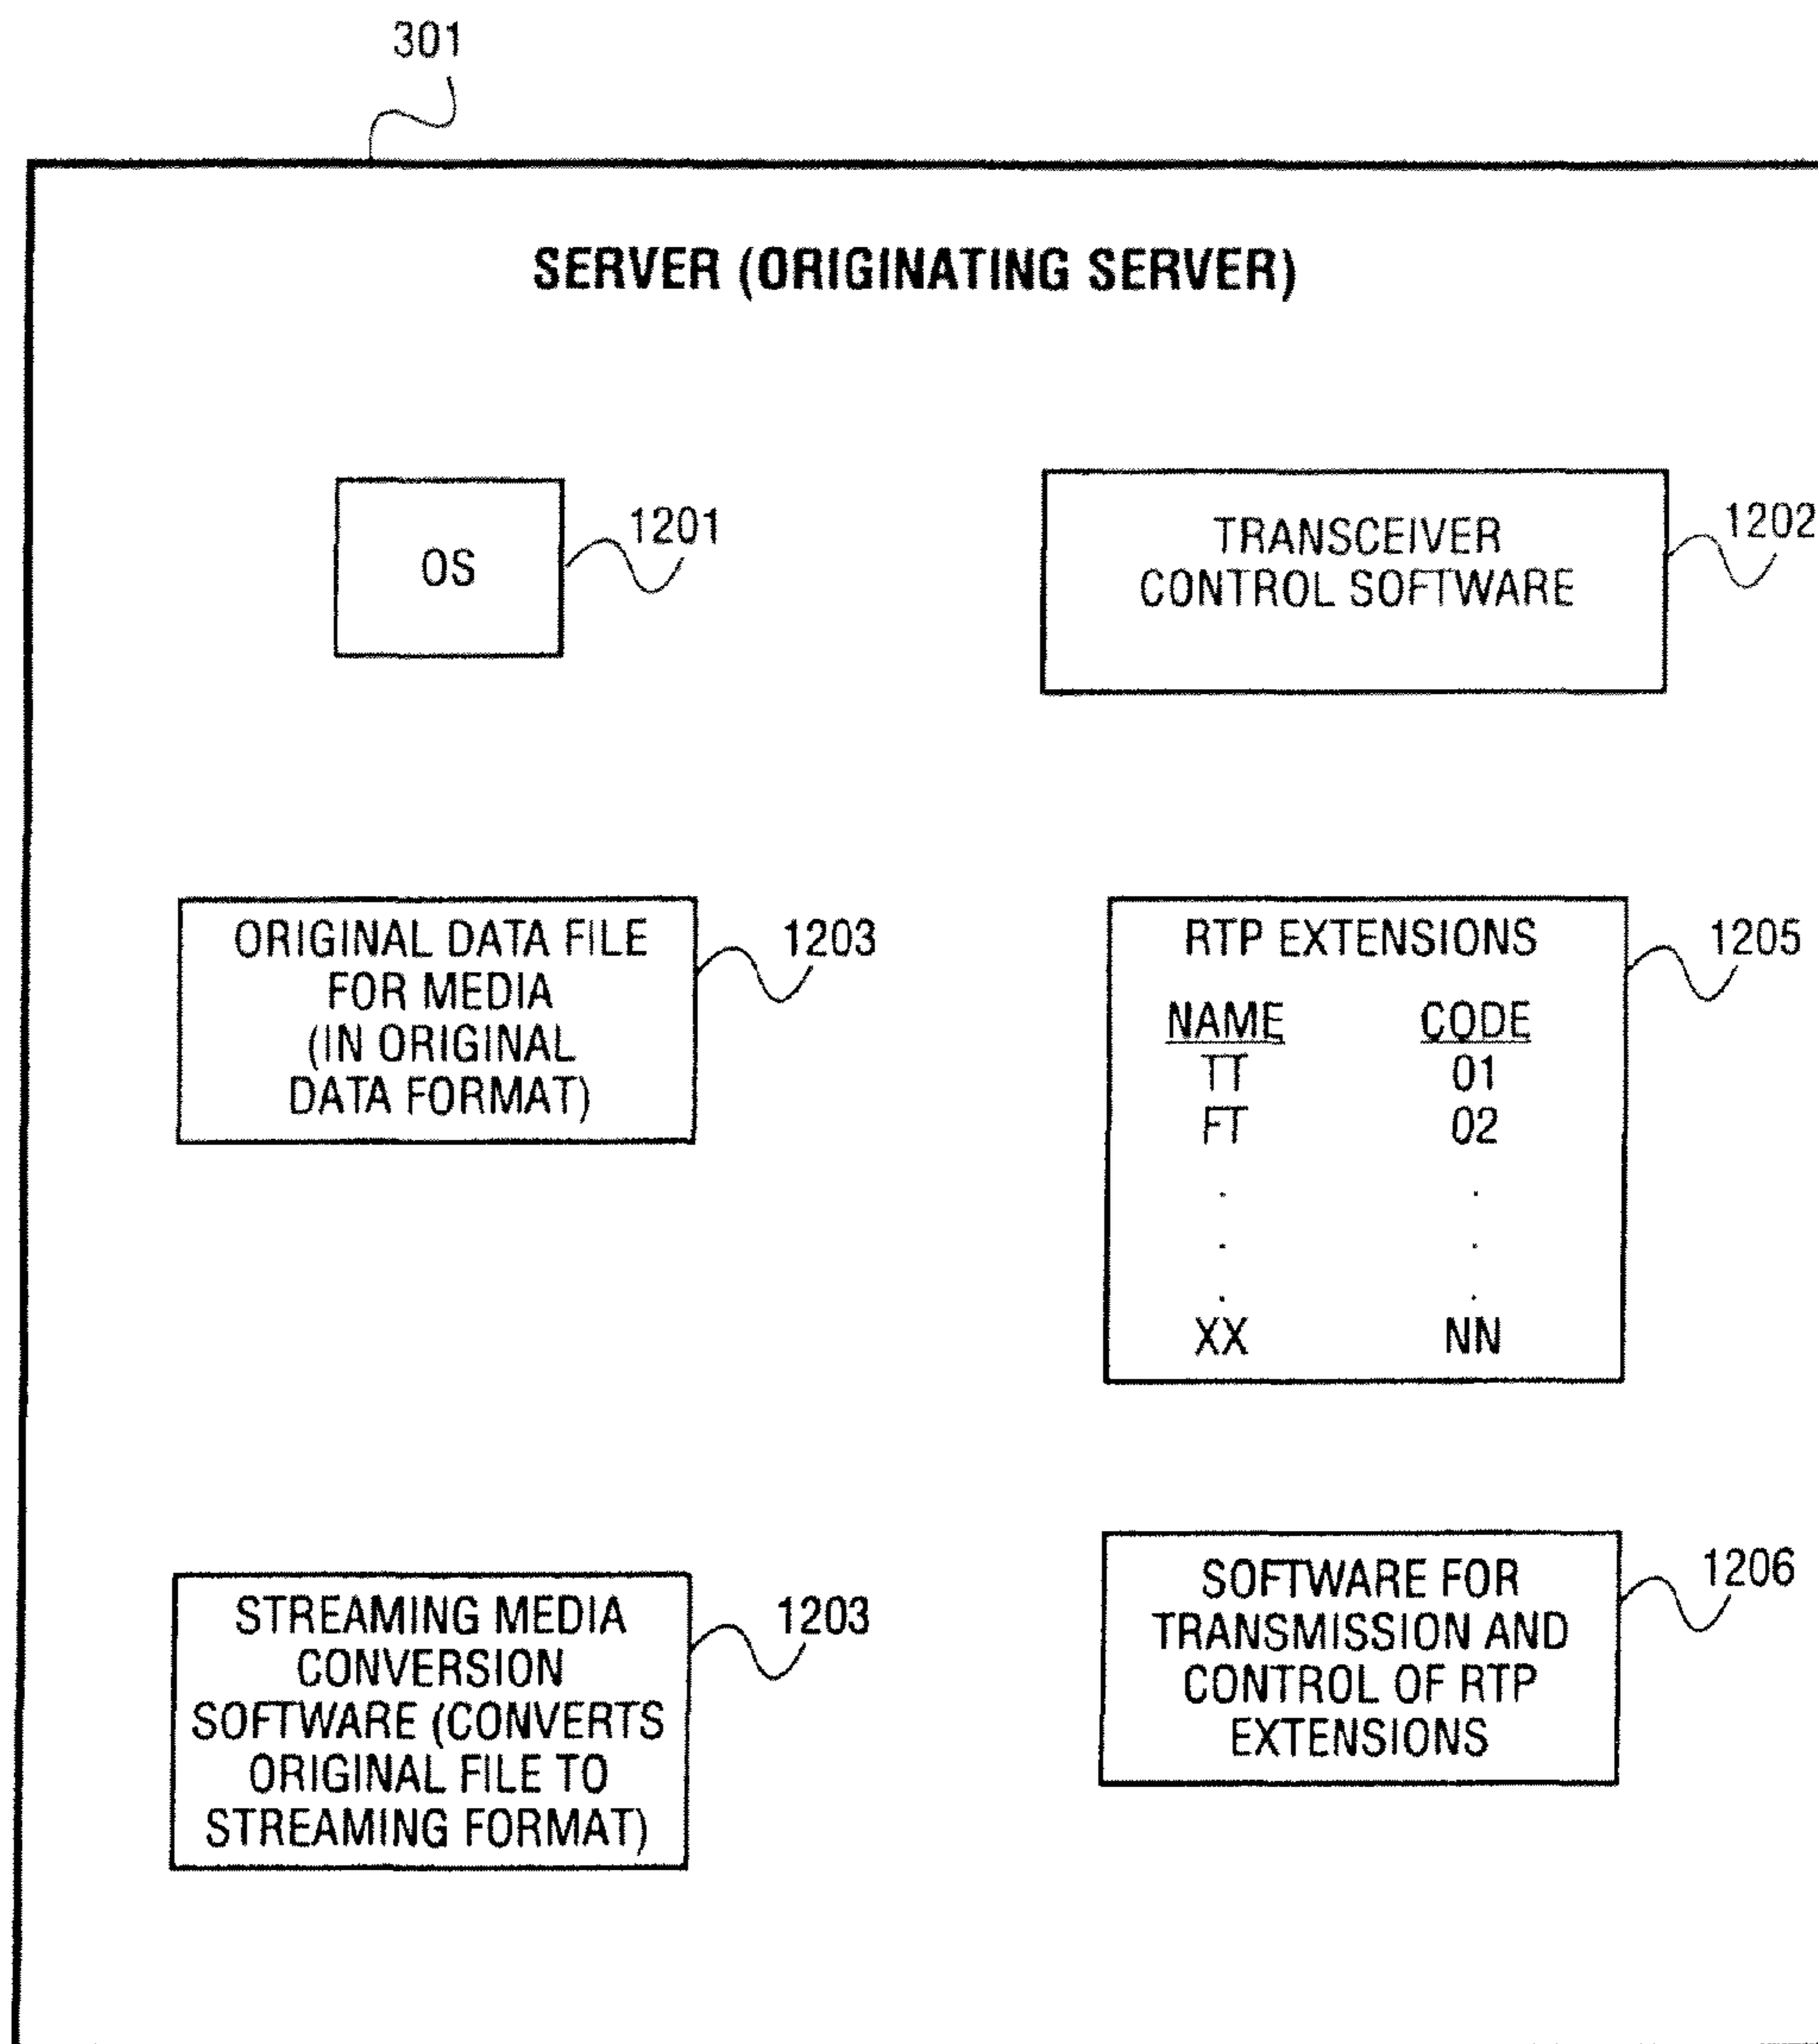 301
SERVER (ORIGINATING SERVER)
OS
1201
TRANSCEIVER
CONTROL SOFTWARE
1202
ORIGINAL DATA FILE
FOR MEDIA
(IN ORIGINAL
DATA FORMAT)
1203
RTP EXTENSIONS
NAME CODE
TT 01
FT 02
. .
. .
. .
XX NN
1205
STREAMING MEDIA
CONVERSION
SOFTWARE (CONVERTS
ORIGINAL FILE TO
STREAMING FORMAT)
1203
SOFTWARE FOR
TRANSMISSION AND
CONTROL OF RTP
EXTENSIONS
1206